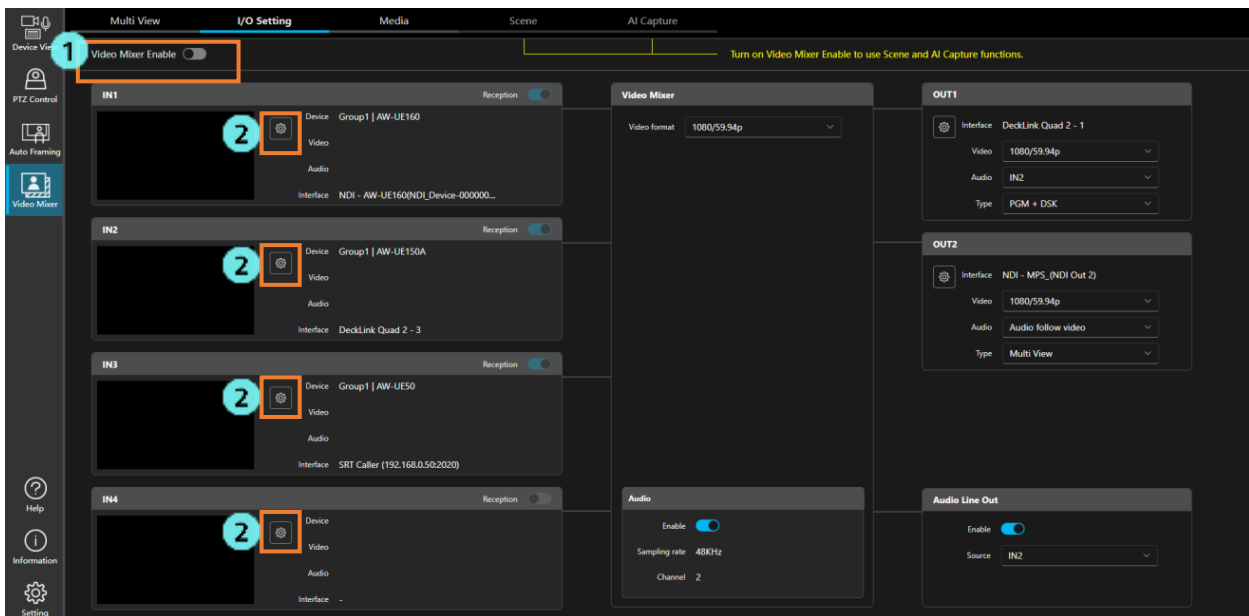 Multi View
I/O Setting
Media
Scene
AI Capture
Device View
1
Video Mixer Enable
Turn on Video Mixer Enable to use Scene and AI Capture functions.
PTZ Control
Auto Framing
Video Mixer
Help
Information
Setting
IN1
Reception
2
Device Group1 | AW-UE160
Video
Audio
Interface NDI - AW-UE160(NDI_Device-000000...
IN2
Reception
2
Device Group1 | AW-UE150A
Video
Audio
Interface DeckLink Quad 2 - 3
IN3
Reception
2
Device Group1 | AW-UE50
Video
Audio
Interface SRT Caller (192.168.0.50:2020)
IN4
Reception
2
Device
Video
Audio
Interface -
Video Mixer
Video format 1080/59.94p
Audio
Enable
Sampling rate 48KHz
Channel 2
OUT1
Interface DeckLink Quad 2 - 1
Video 1080/59.94p
Audio IN2
Type PGM + DSK
OUT2
Interface NDI - MPS_(NDI Out 2)
Video 1080/59.94p
Audio Audio follow video
Type Multi View
Audio Line Out
Enable
Source IN2